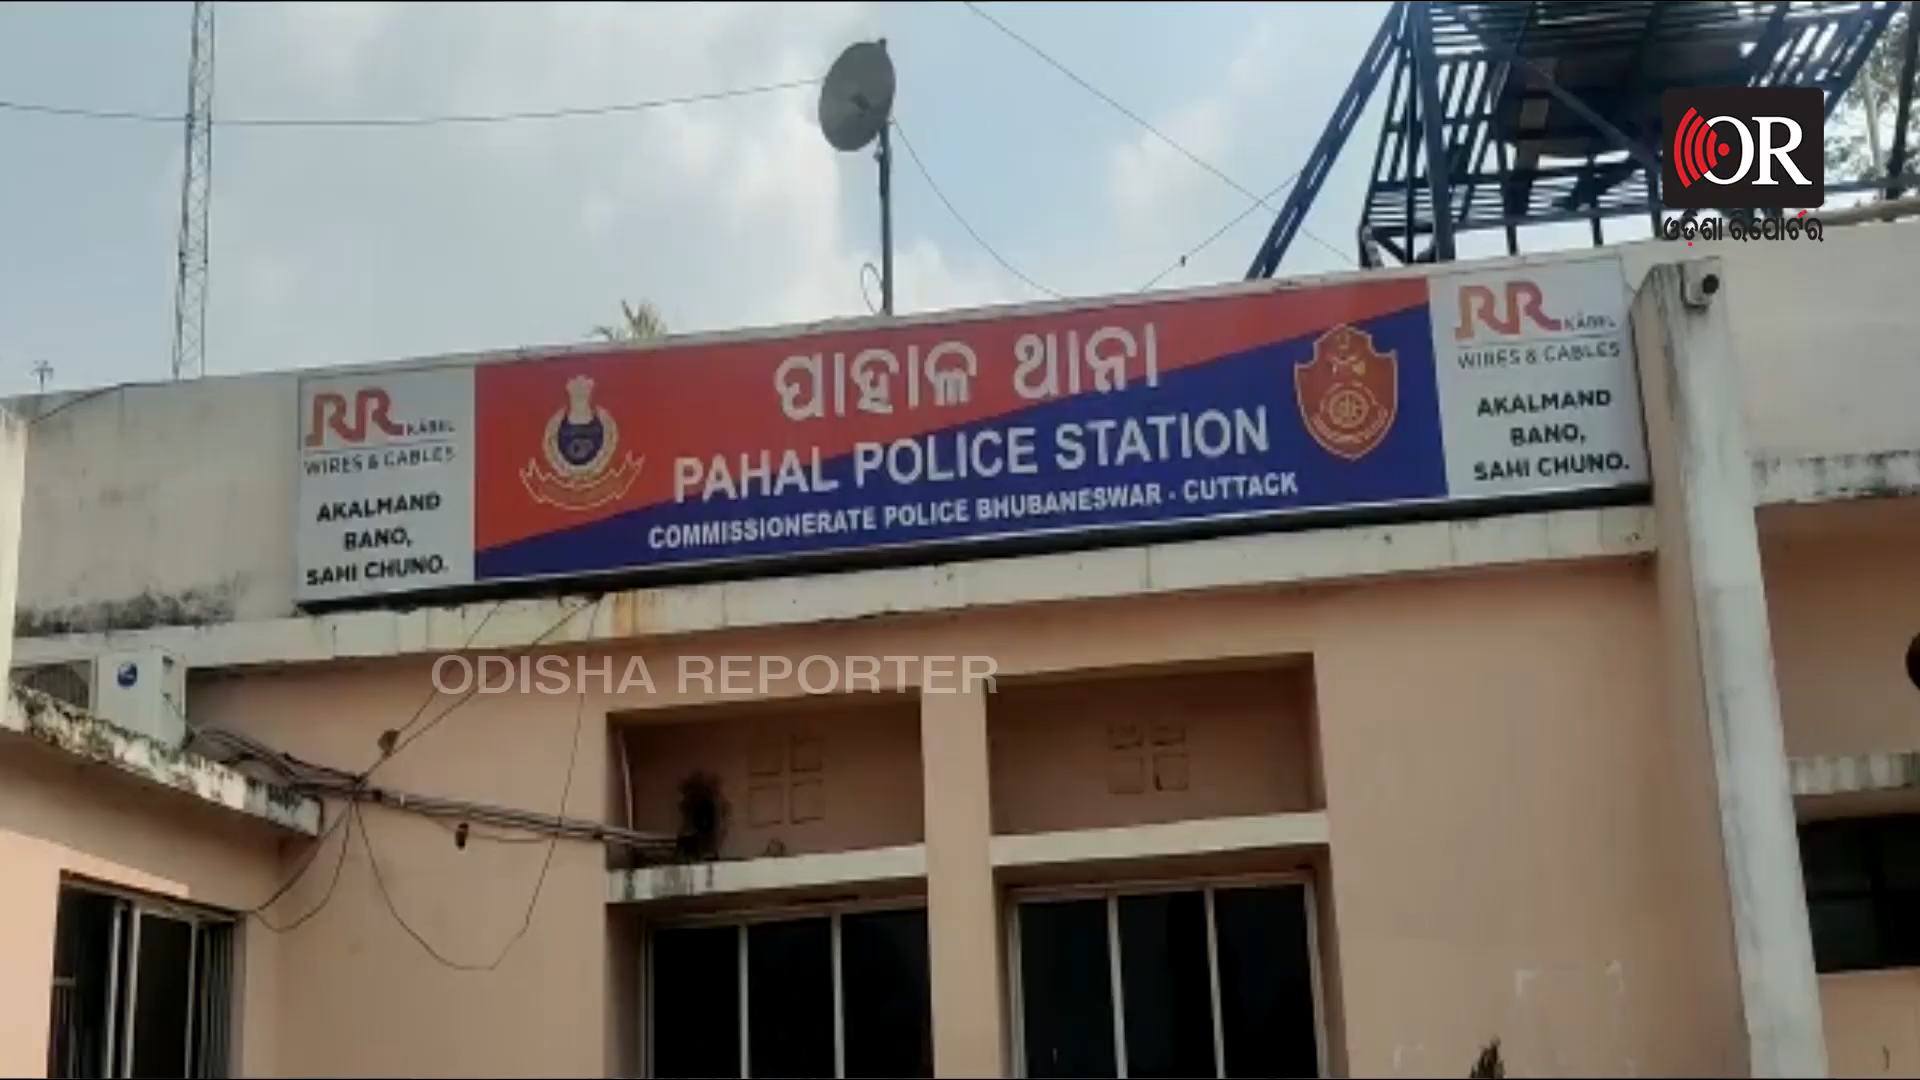 OR
ଓଡ଼ିଶା ରିପୋର୍ଟର
ପାହାଳ ଥାନା
PAHAL POLICE STATION
COMMISSIONERATE POLICE BHUBANESWAR - CUTTACK
RR KABEL
WIRES & CABLES
AKALMAND
BANO,
SAHI CHUNO.
RR KABEL
WIRES & CABLES
AKALMAND
BANO,
SAHI CHUNO.
ODISHA REPORTER